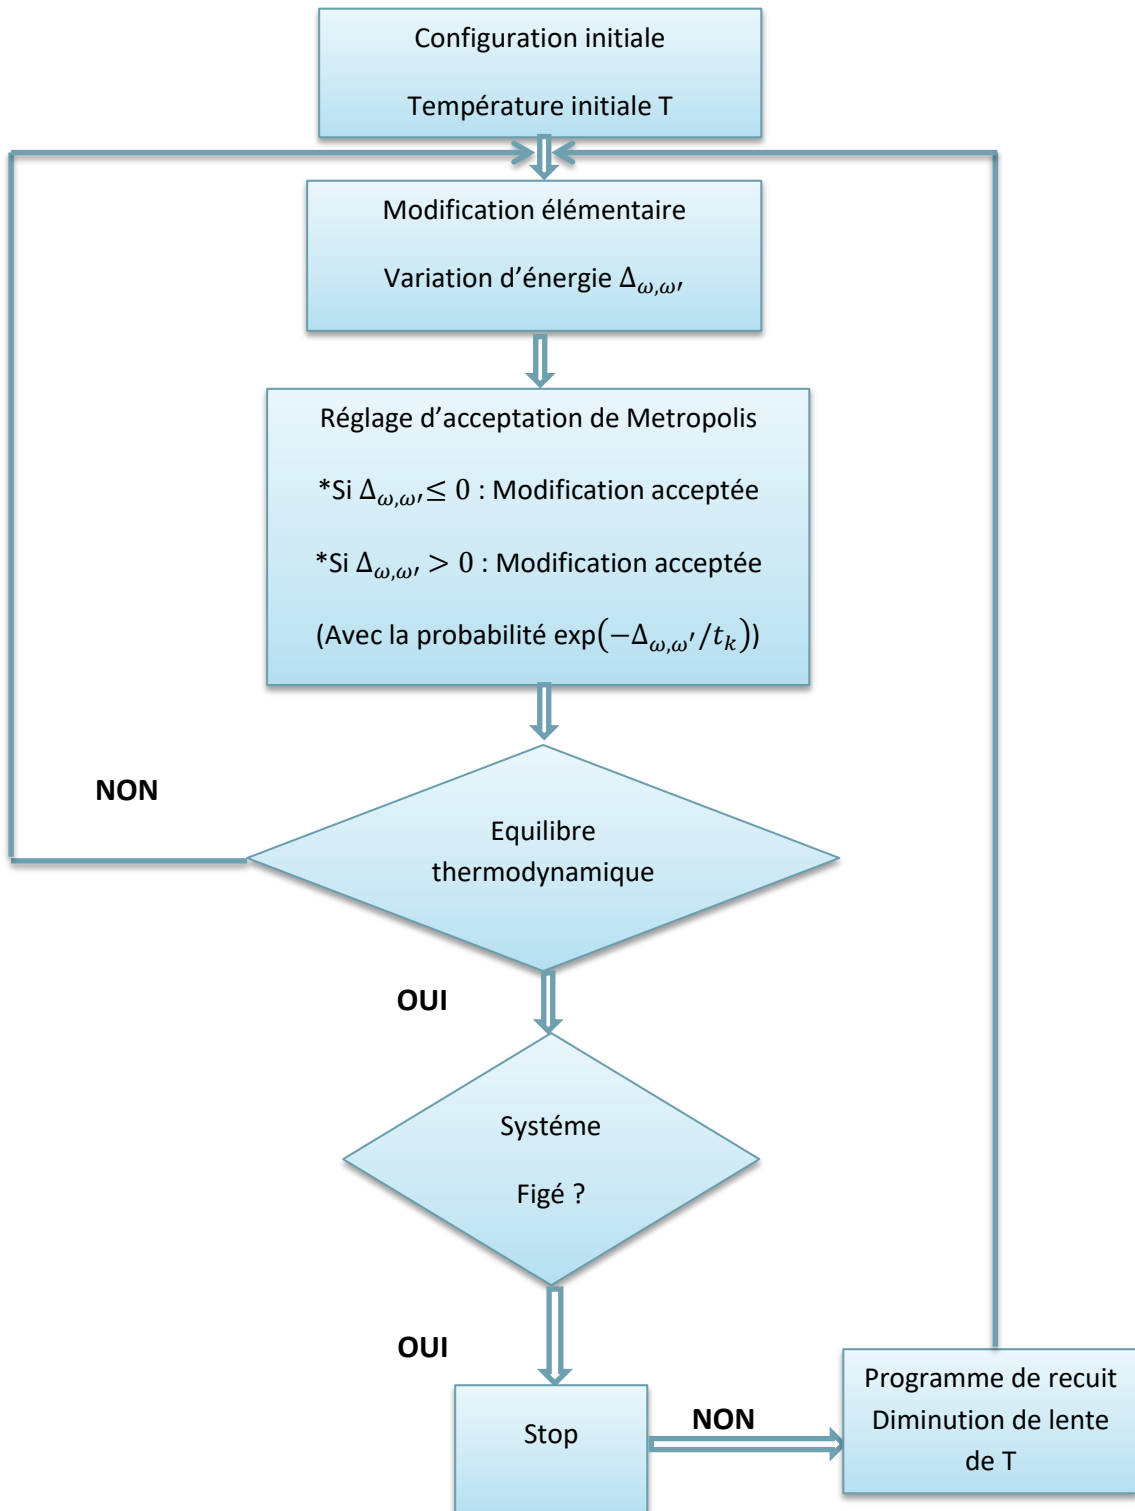 Configuration initiale
Température initiale T
Modification élémentaire
Variation d’énergie Δω,ω′
Réglage d’acceptation de Metropolis
*Si Δω,ω′ ≤ 0 : Modification acceptée
*Si Δω,ω′ > 0 : Modification acceptée
(Avec la probabilité exp(−Δω,ω′/tk))
NON
Equilibre
thermodynamique
OUI
Systéme
Figé ?
OUI
Stop
NON
Programme de recuit
Diminution de lente
de T